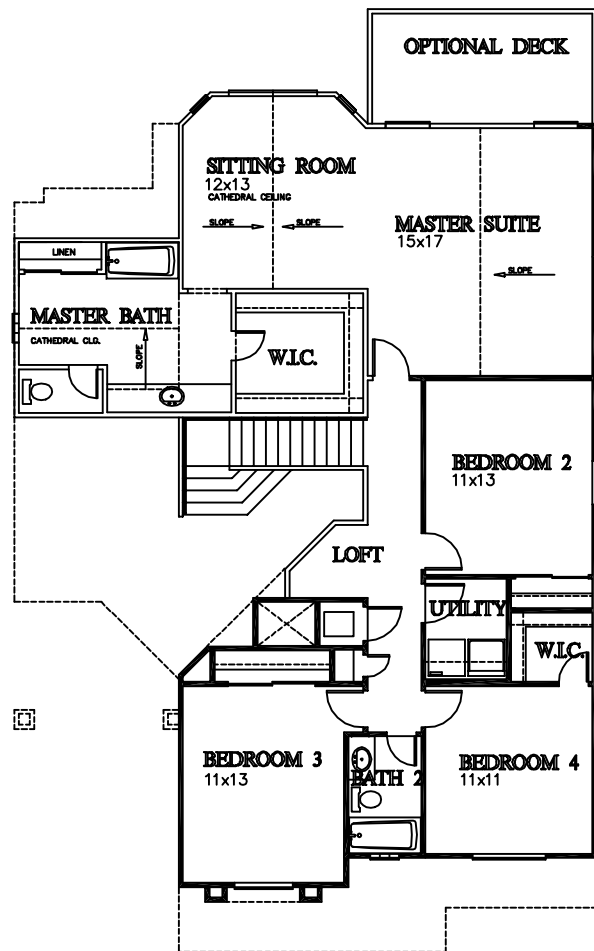 OPTIONAL DECK
SITTING ROOM
12x13
CATHEDRAL CEILING
SLOPE
SLOPE
MASTER SUITE
15x17
SLOPE
LINEN
MASTER BATH
CATHEDRAL CLG.
SLOPE
W.I.C.
BEDROOM 2
11x13
LOFT
UTILITY
W.I.C.
BEDROOM 3
11x13
BATH 2
BEDROOM 4
11x11